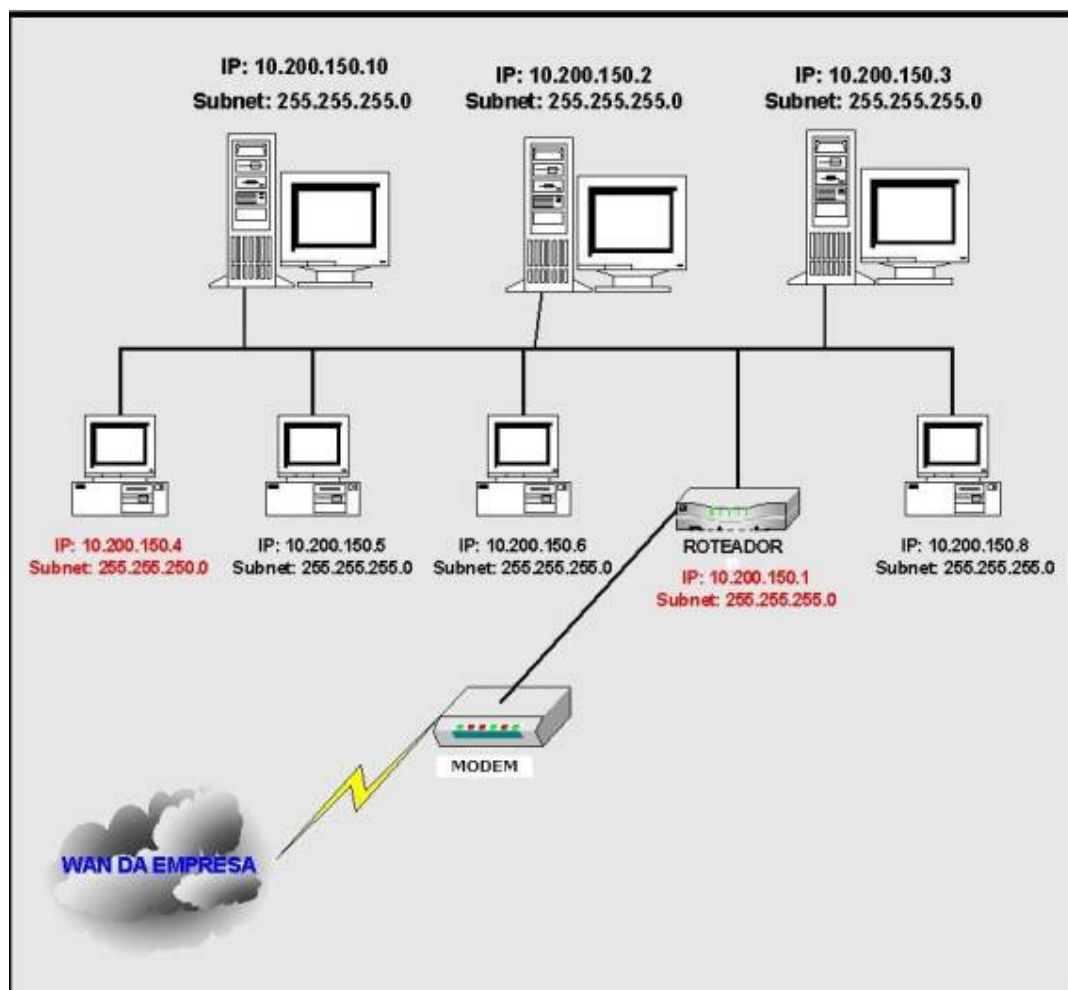 IP: 10.200.150.10
Subnet: 255.255.255.0
IP: 10.200.150.2
Subnet: 255.255.255.0
IP: 10.200.150.3
Subnet: 255.255.255.0
IP: 10.200.150.4
Subnet: 255.255.250.0
IP: 10.200.150.5
Subnet: 255.255.255.0
IP: 10.200.150.6
Subnet: 255.255.255.0
ROTEADOR
IP: 10.200.150.1
Subnet: 255.255.255.0
IP: 10.200.150.8
Subnet: 255.255.255.0
MODEM
WAN DA EMPRESA